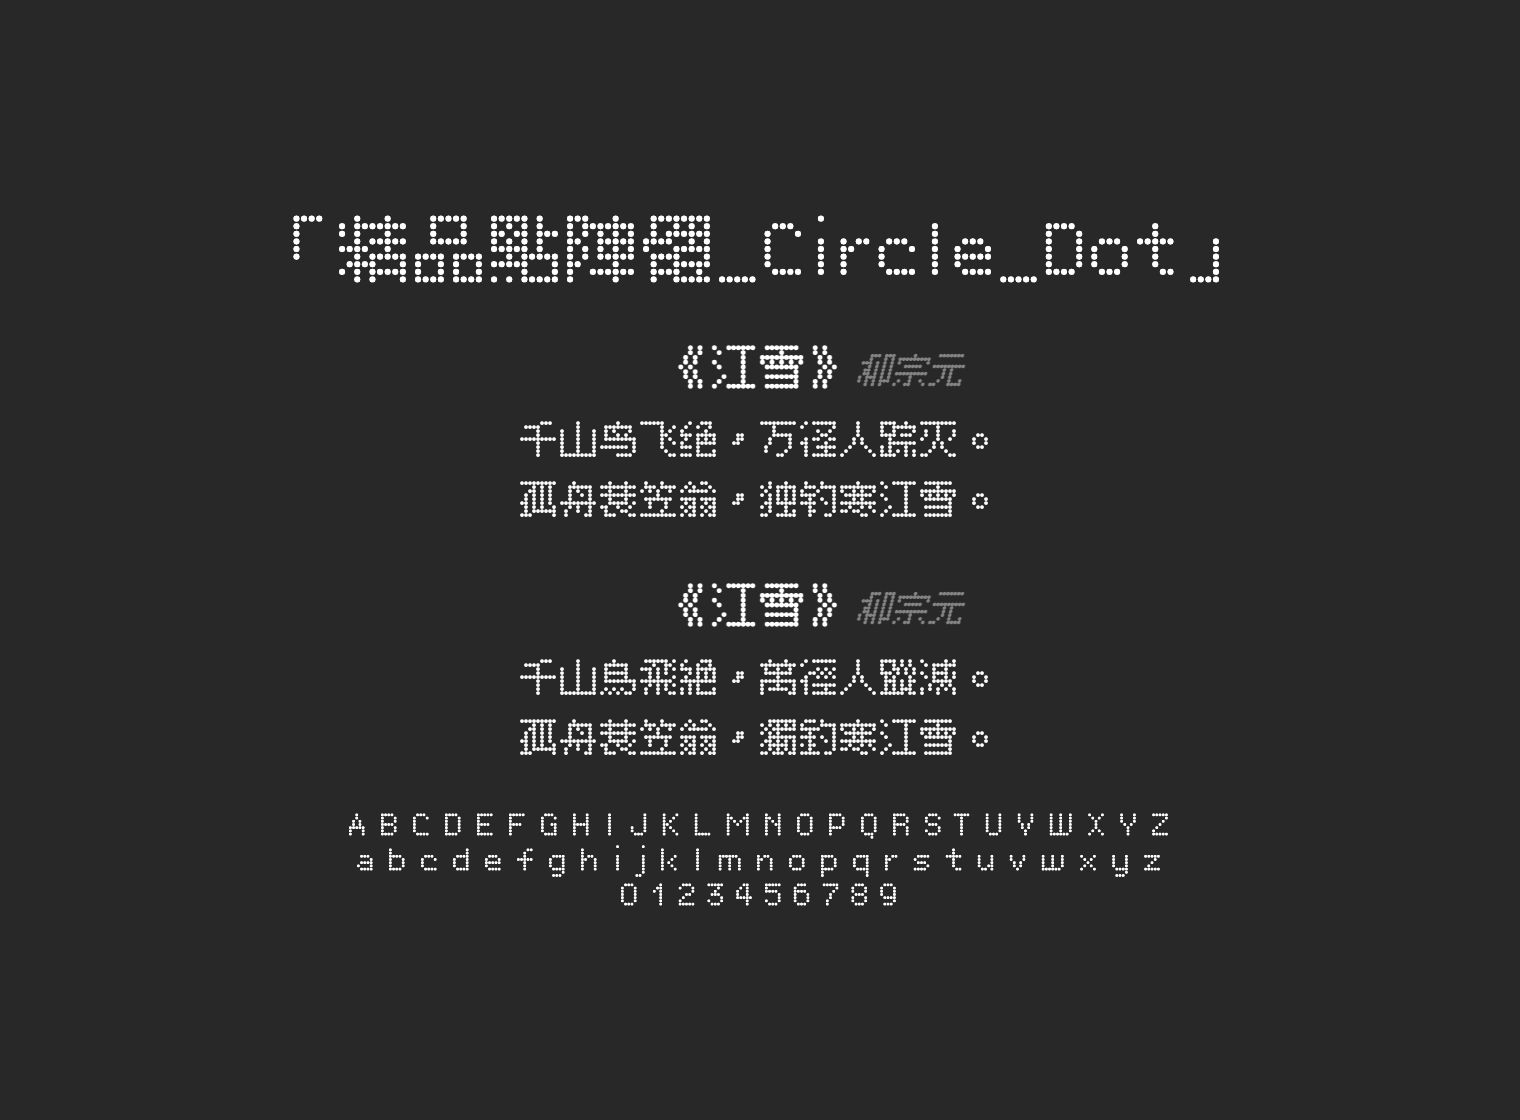 「精品點陣體_Circle_Dot」
《江雪》柳宗元
千山鸟飞绝，万径人踪灭。
孤舟蓑笠翁，独钓寒江雪。
《江雪》柳宗元
千山鳥飛絕，萬徑人蹤滅。
孤舟蓑笠翁，獨釣寒江雪。
A B C D E F G H I J K L M N O P Q R S T U V W X Y Z
a b c d e f g h i j k l m n o p q r s t u v w x y z
0 1 2 3 4 5 6 7 8 9